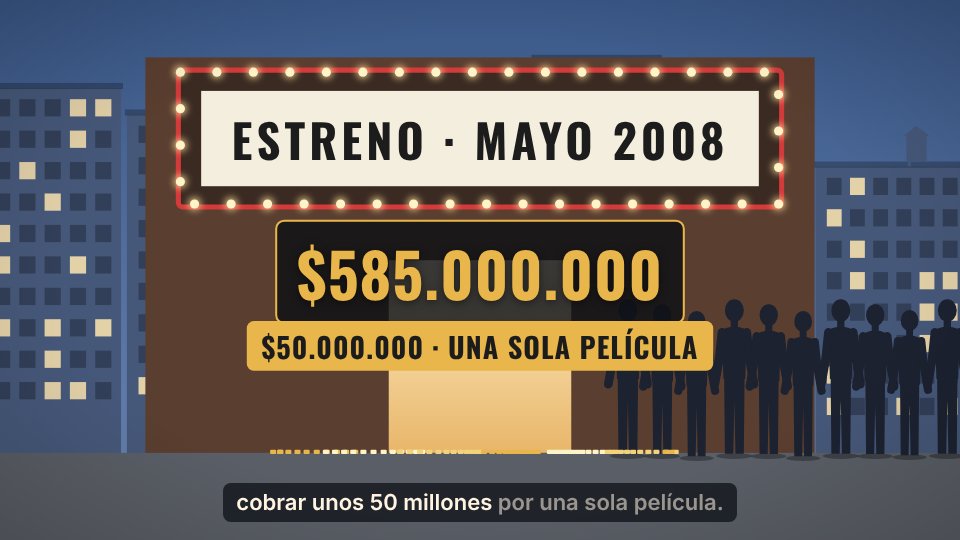 ESTRENO · MAYO 2008
$585.000.000
$50.000.000 · UNA SOLA PELÍCULA
cobrar unos 50 millones por una sola película.